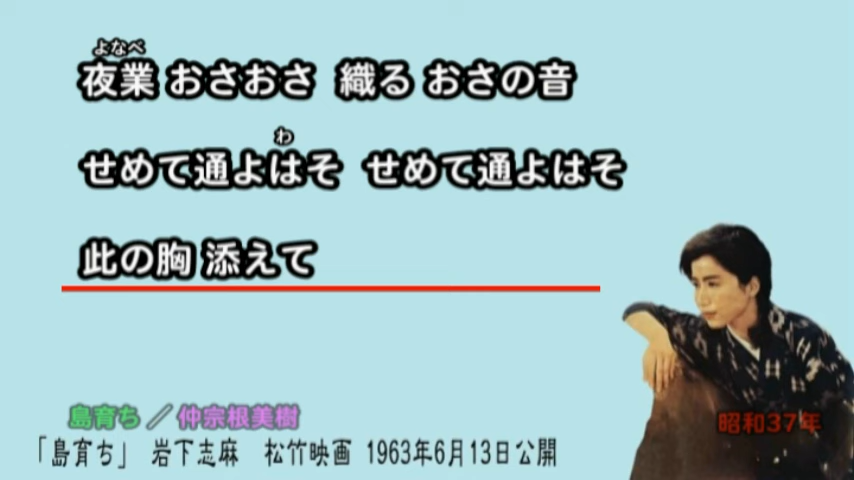 よなべ
夜業 おさおさ 織る おさの音
わ
せめて通よはそ せめて通よはそ
此の胸 添えて
島育ち ／ 仲宗根美樹
昭和37年
「島育ち」 岩下志麻 松竹映画 1963年6月13日公開